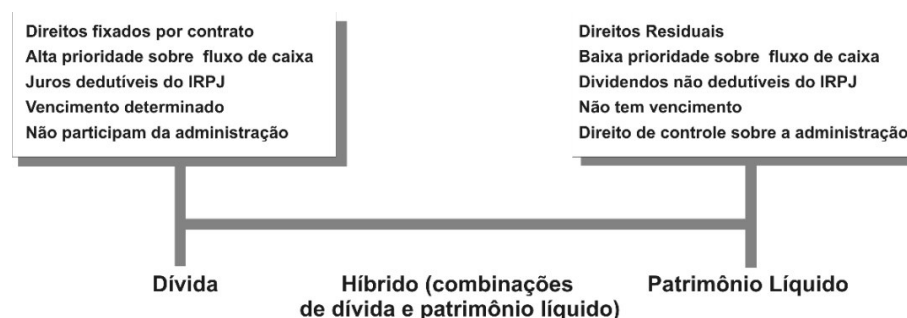 Direitos fixados por contrato
Alta prioridade sobre fluxo de caixa
Juros dedutíveis do IRPJ
Vencimento determinado
Não participam da administração
Direitos Residuais
Baixa prioridade sobre fluxo de caixa
Dividendos não dedutíveis do IRPJ
Não tem vencimento
Direito de controle sobre a administração
Dívida
Híbrido (combinações
de dívida e patrimônio líquido)
Patrimônio Líquido